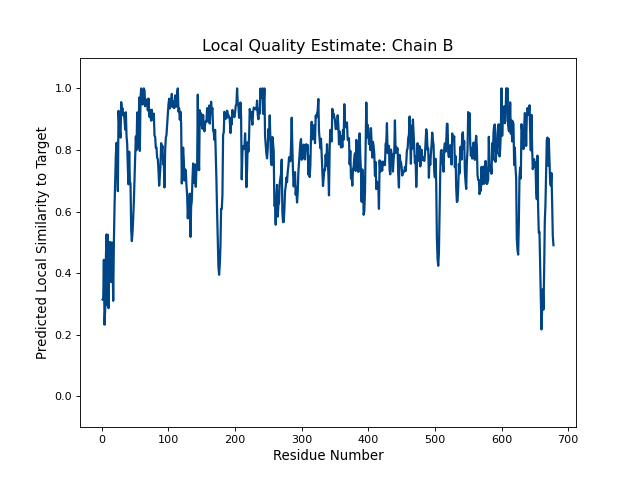 Local Quality Estimate: Chain B
Predicted Local Similarity to Target
1.0
0.8
0.6
0.4
0.2
0.0
0 100 200 300 400 500 600 700
Residue Number